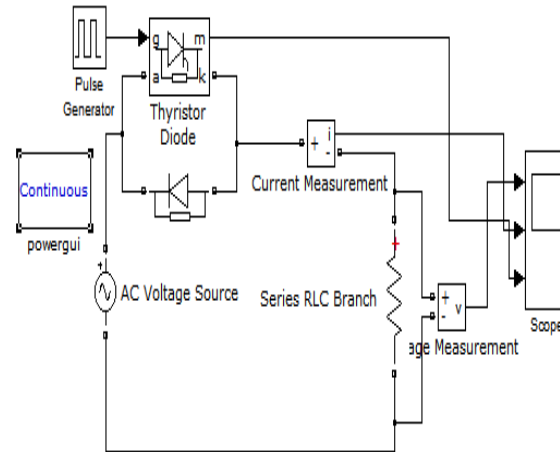 g m
a k
Pulse
Generator
Thyristor
Diode
Continuous
powergui
+ i
-
Current Measurement
+
AC Voltage Source
+
Series RLC Branch
+
- v
age Measurement
Scope